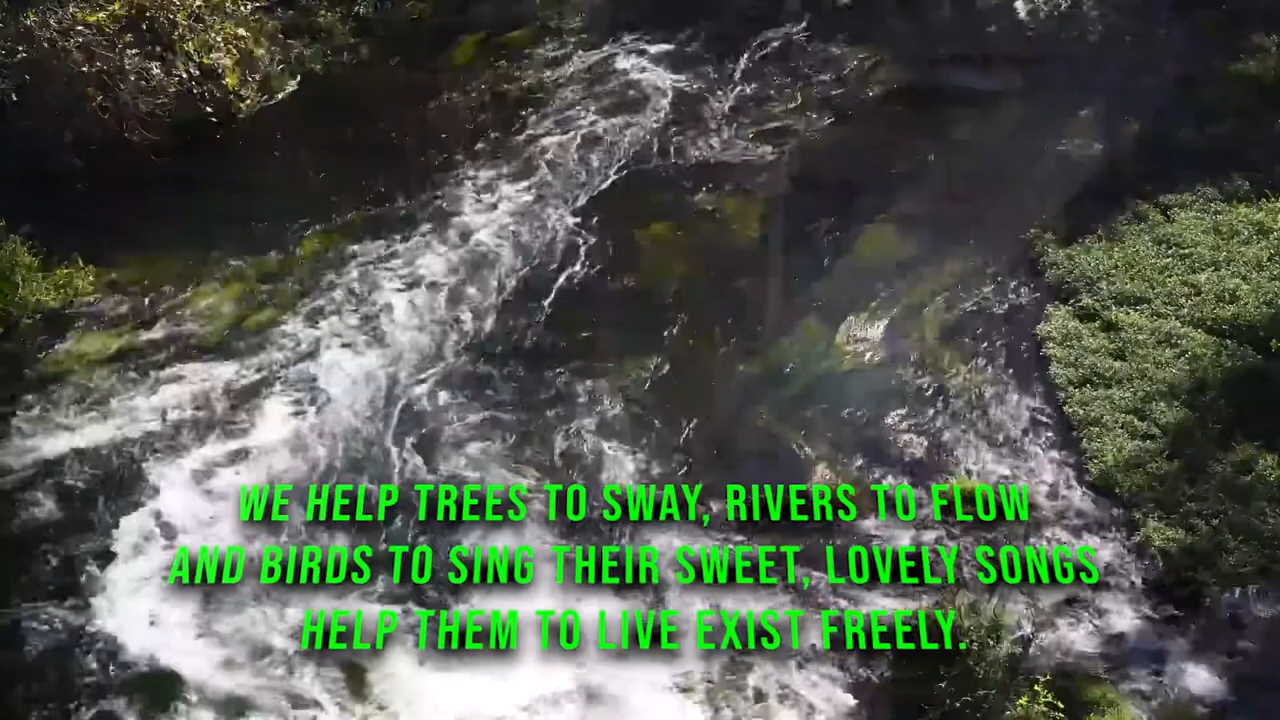 WE HELP TREES TO SWAY, RIVERS TO FLOW
AND BIRDS TO SING THEIR SWEET, LOVELY SONGS
HELP THEM TO LIVE EXIST FREELY.